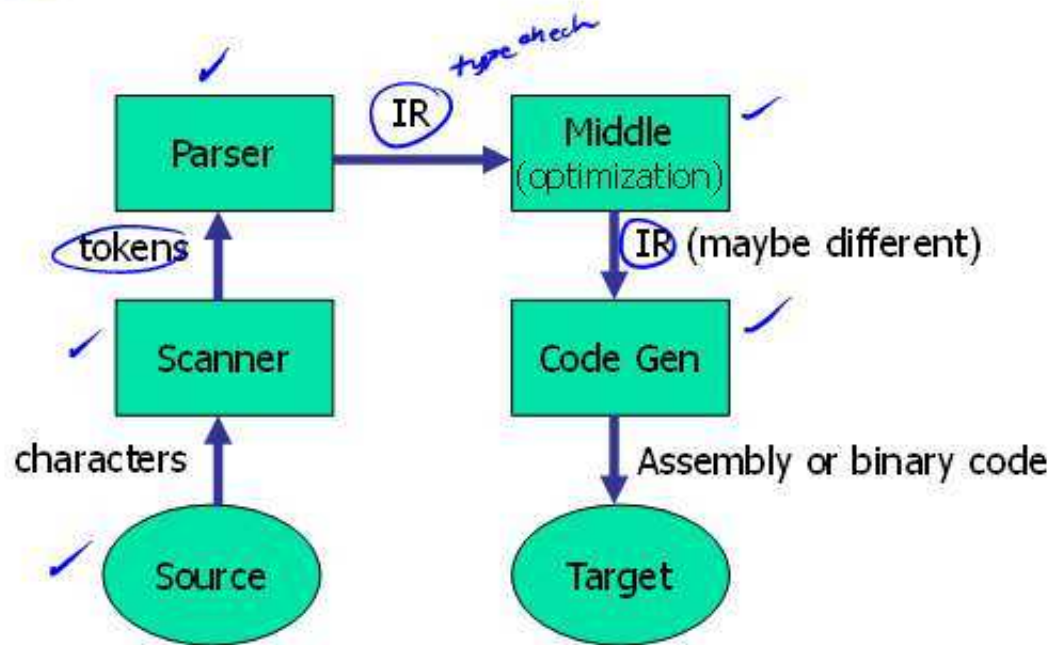 type check
IR
Parser
Middle
(optimization)
tokens
IR (maybe different)
Scanner
Code Gen
characters
Assembly or binary code
Source
Target